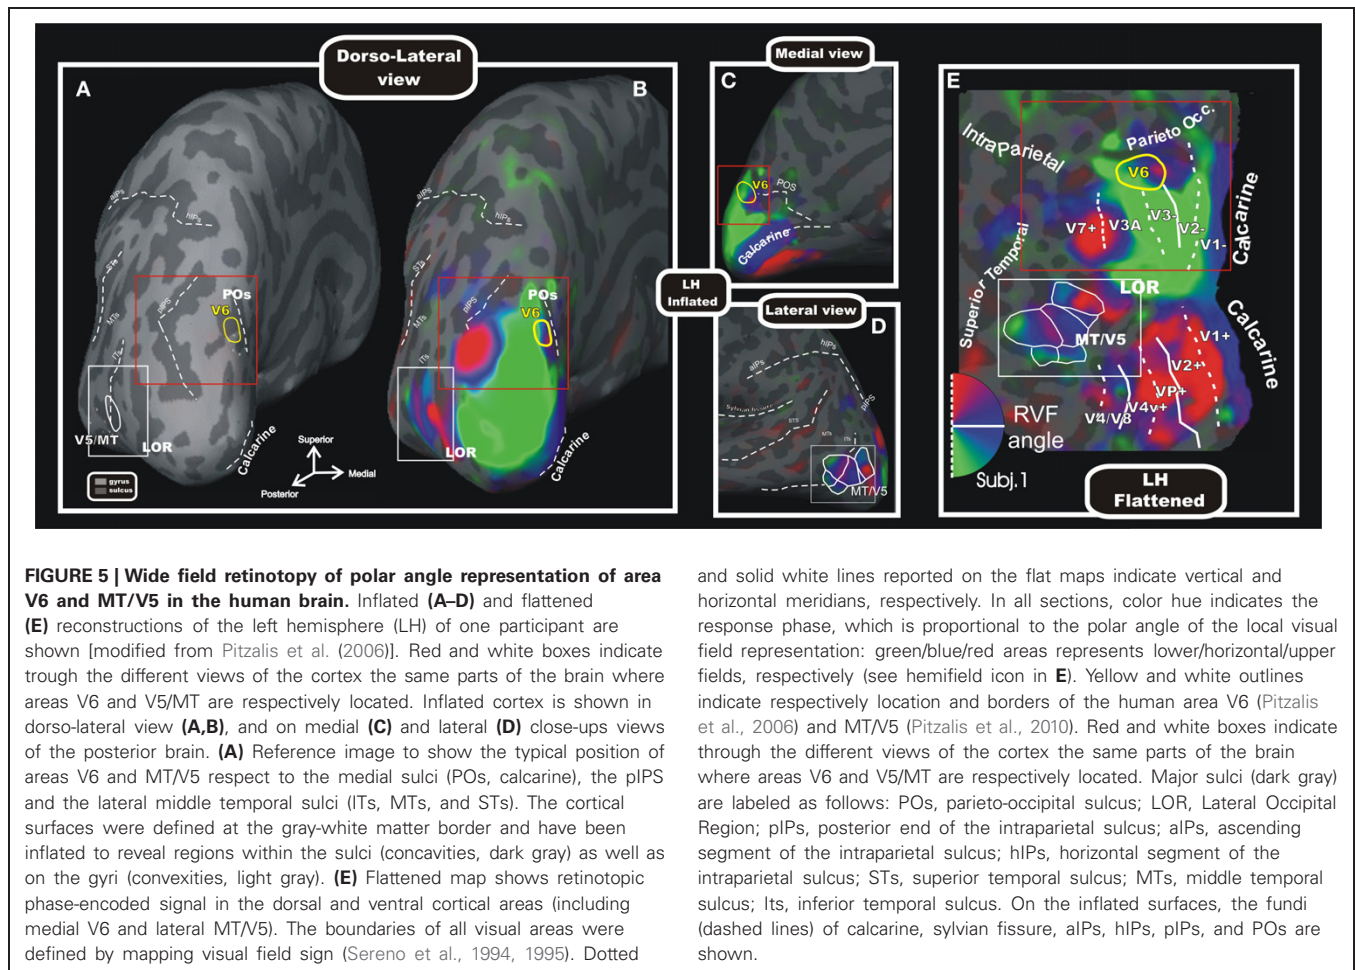 Dorso-Lateral
view
A
B
aIPs
hIPs
STs
MTs
ITs
pIPS
POs
V6
V5/MT
LOR
Calcarine
gyrus
sulcus
Superior
Medial
Posterior
aIPs
hIPs
STs
MTs
ITs
pIPS
POs
V6
LOR
Calcarine
Medial view
C
V6
POS
Calcarine
LH
Inflated
Lateral view
D
hIPs
aIPs
pIPS
sylvian fissure
STS
MTs
ITs
MT/V5
E
IntraParietal
Parieto Occ.
V6
V3-
V2-
V1-
V3A
V7+
Calcarine
Superior Temporal
LOR
MT/V5
Calcarine
V1+
V2+
VP+
V4v+
V4/V8
RVF
angle
Subj.1
LH
Flattened
FIGURE 5 | Wide field retinotopy of polar angle representation of area
V6 and MT/V5 in the human brain. Inflated (A–D) and flattened
(E) reconstructions of the left hemisphere (LH) of one participant are
shown [modified from Pitzalis et al. (2006)]. Red and white boxes indicate
trough the different views of the cortex the same parts of the brain where
areas V6 and V5/MT are respectively located. Inflated cortex is shown in
dorso-lateral view (A,B), and on medial (C) and lateral (D) close-ups views
of the posterior brain. (A) Reference image to show the typical position of
areas V6 and MT/V5 respect to the medial sulci (POs, calcarine), the pIPS
and the lateral middle temporal sulci (ITs, MTs, and STs). The cortical
surfaces were defined at the gray-white matter border and have been
inflated to reveal regions within the sulci (concavities, dark gray) as well as
on the gyri (convexities, light gray). (E) Flattened map shows retinotopic
phase-encoded signal in the dorsal and ventral cortical areas (including
medial V6 and lateral MT/V5). The boundaries of all visual areas were
defined by mapping visual field sign (Sereno et al., 1994, 1995). Dotted
and solid white lines reported on the flat maps indicate vertical and
horizontal meridians, respectively. In all sections, color hue indicates the
response phase, which is proportional to the polar angle of the local visual
field representation: green/blue/red areas represents lower/horizontal/upper
fields, respectively (see hemifield icon in E). Yellow and white outlines
indicate respectively location and borders of the human area V6 (Pitzalis
et al., 2006) and MT/V5 (Pitzalis et al., 2010). Red and white boxes indicate
through the different views of the cortex the same parts of the brain
where areas V6 and V5/MT are respectively located. Major sulci (dark gray)
are labeled as follows: POs, parieto-occipital sulcus; LOR, Lateral Occipital
Region; pIPs, posterior end of the intraparietal sulcus; aIPs, ascending
segment of the intraparietal sulcus; hIPs, horizontal segment of the
intraparietal sulcus; STs, superior temporal sulcus; MTs, middle temporal
sulcus; Its, inferior temporal sulcus. On the inflated surfaces, the fundi
(dashed lines) of calcarine, sylvian fissure, aIPs, hIPs, pIPs, and POs are
shown.